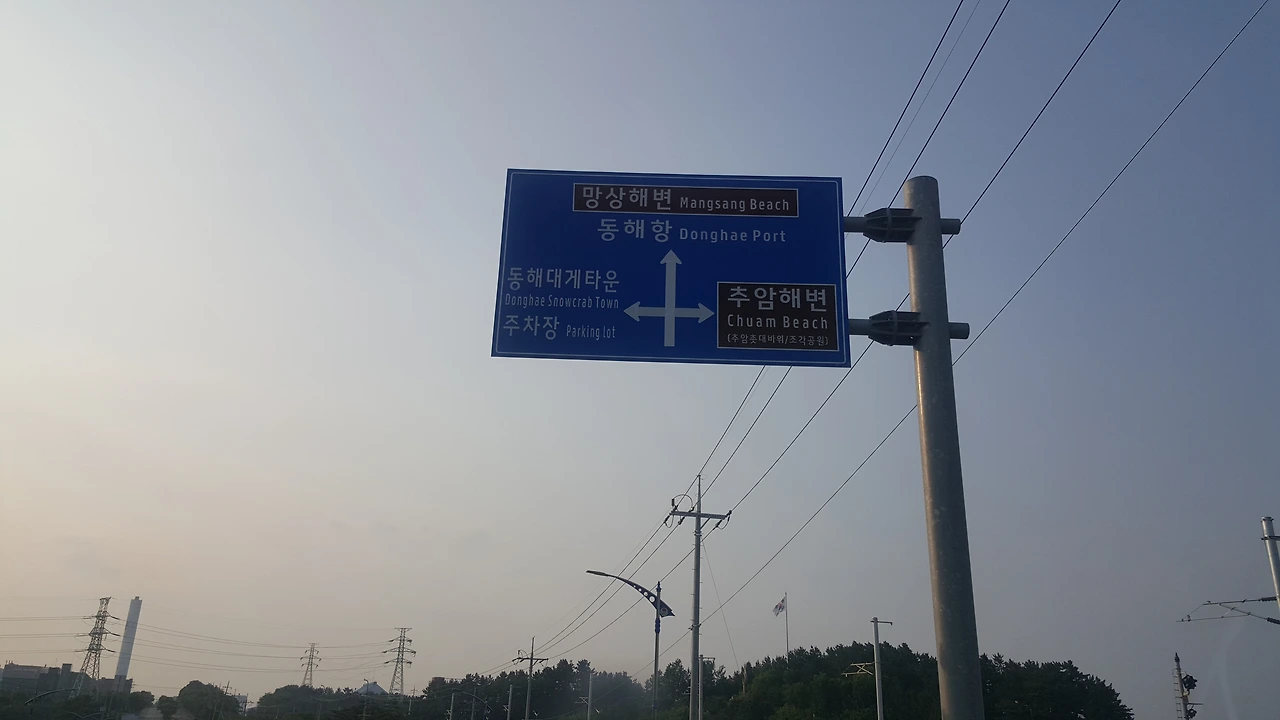 망상해변 Mangsang Beach
동해항 Donghae Port
동해대게타운
Donghae Snowcrab Town
주차장 Parking lot
추암해변
Chuam Beach
(추암촛대바위/조각공원)